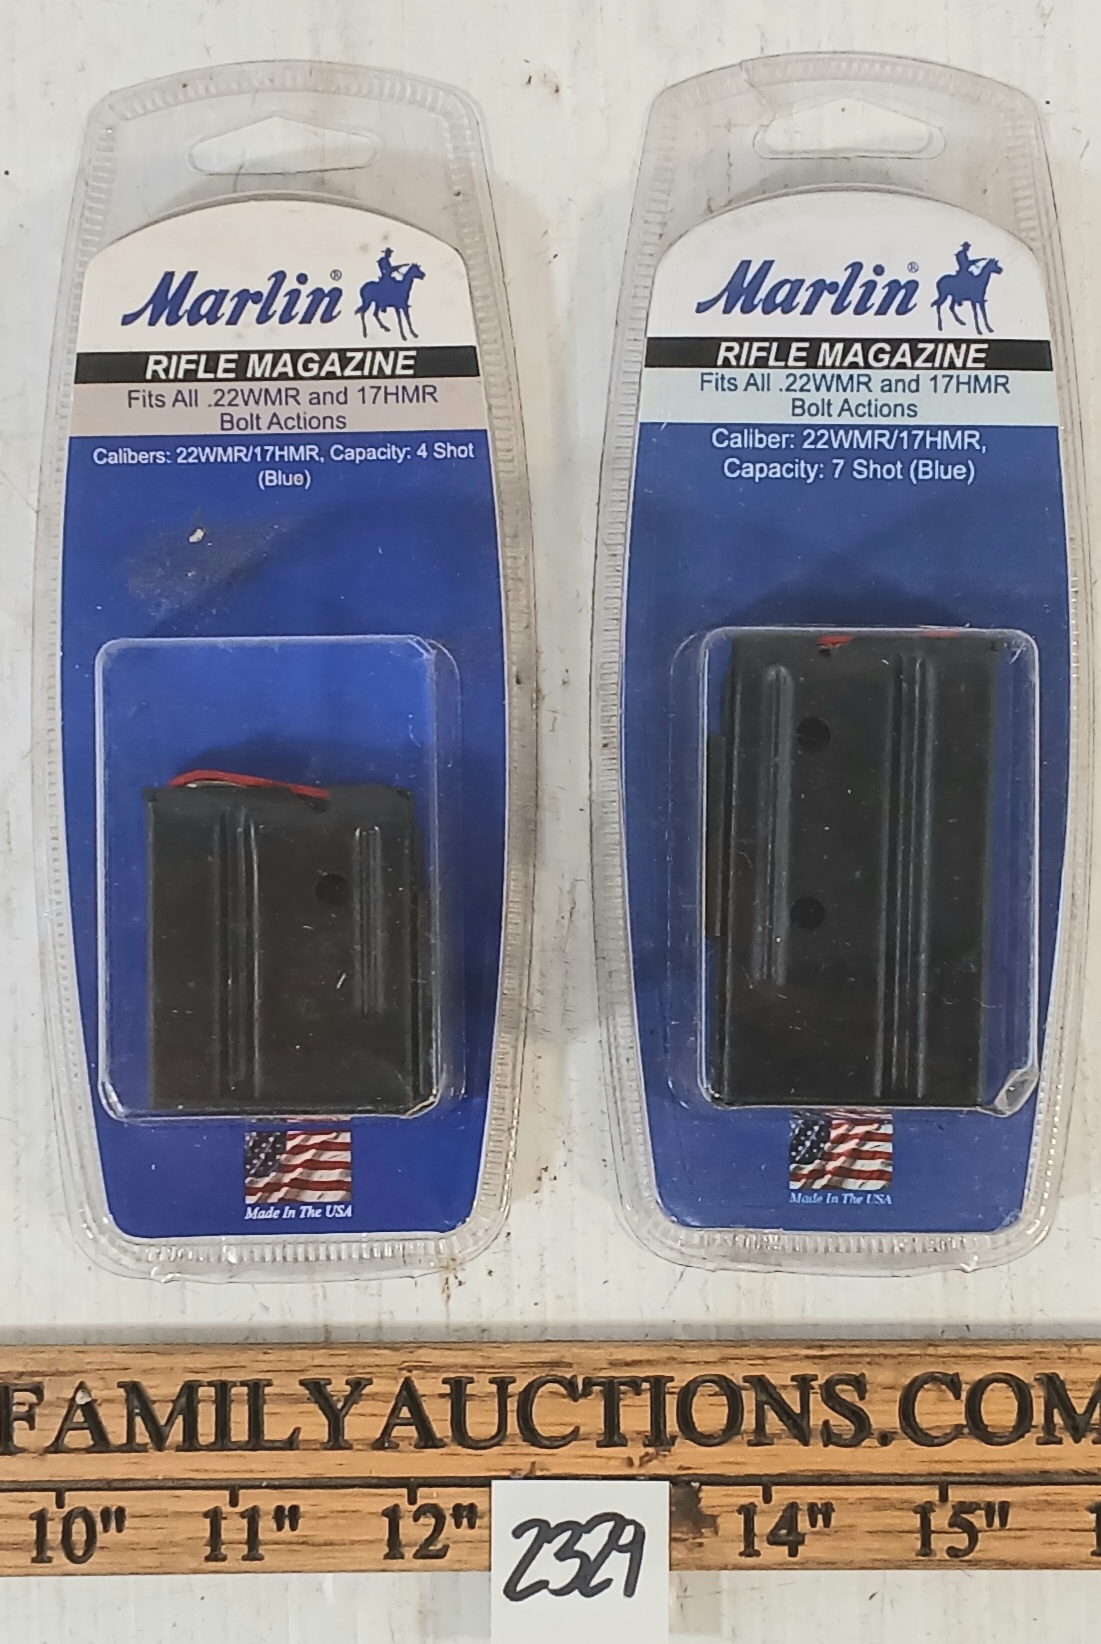 Marlin®
RIFLE MAGAZINE
Fits All .22WMR and 17HMR
Bolt Actions
Calibers: 22WMR/17HMR, Capacity: 4 Shot
(Blue)
Made In The USA
Marlin®
RIFLE MAGAZINE
Fits All .22WMR and 17HMR
Bolt Actions
Caliber: 22WMR/17HMR,
Capacity: 7 Shot (Blue)
Made In The USA
FAMILYAUCTIONS.COM
10" 11" 12" 14" 15"
2329